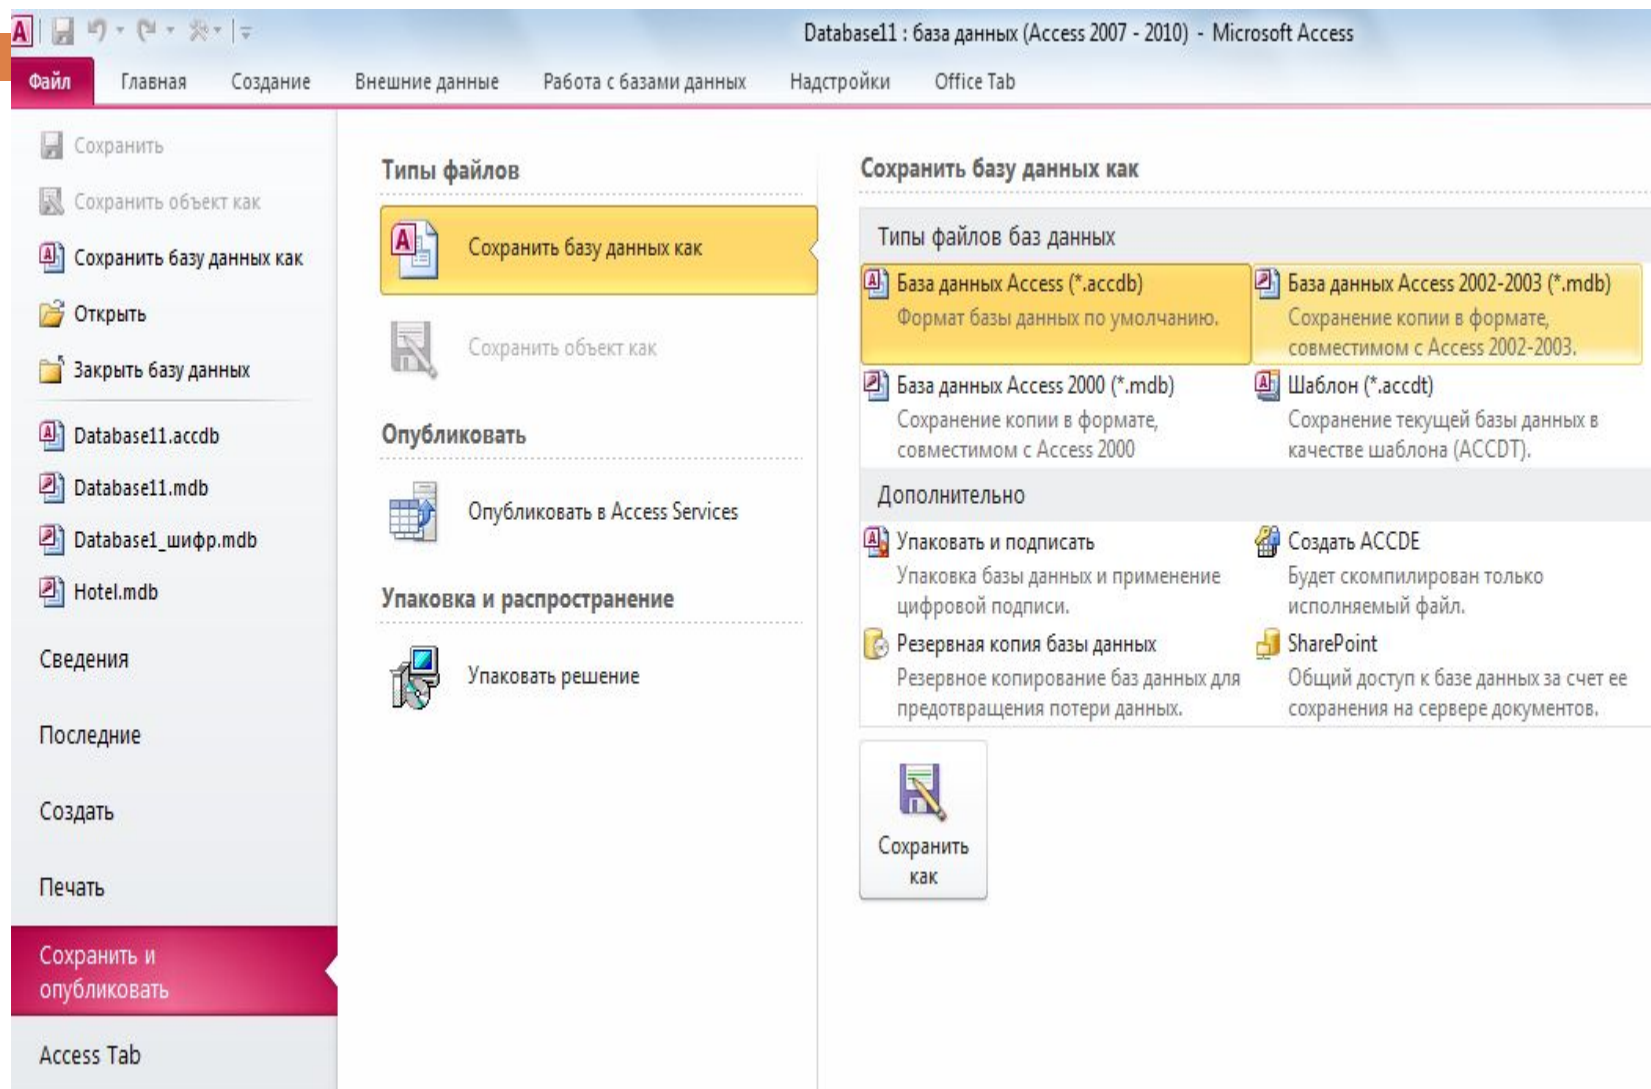 Database11 : база данных (Access 2007 - 2010) - Microsoft Access
Файл Главная Создание Внешние данные Работа с базами данных Надстройки Office Tab
Сохранить
Сохранить объект как
Сохранить базу данных как
Открыть
Закрыть базу данных
Database11.accdb
Database11.mdb
Database1_шифр.mdb
Hotel.mdb
Сведения
Последние
Создать
Печать
Сохранить и
опубликовать
Access Tab
Типы файлов
Сохранить базу данных как
Сохранить объект как
Опубликовать
Опубликовать в Access Services
Упаковка и распространение
Упаковать решение
Сохранить базу данных как
Типы файлов баз данных
База данных Access (*.accdb)
Формат базы данных по умолчанию.
База данных Access 2002-2003 (*.mdb)
Сохранение копии в формате,
совместимом с Access 2002-2003.
База данных Access 2000 (*.mdb)
Сохранение копии в формате,
совместимом с Access 2000
Шаблон (*.accdt)
Сохранение текущей базы данных в
качестве шаблона (ACCDT).
Дополнительно
Упаковать и подписать
Упаковка базы данных и применение
цифровой подписи.
Создать ACCDE
Будет скомпилирован только
исполняемый файл.
Резервная копия базы данных
Резервное копирование баз данных для
предотвращения потери данных.
SharePoint
Общий доступ к базе данных за счет ее
сохранения на сервере документов.
Сохранить
как